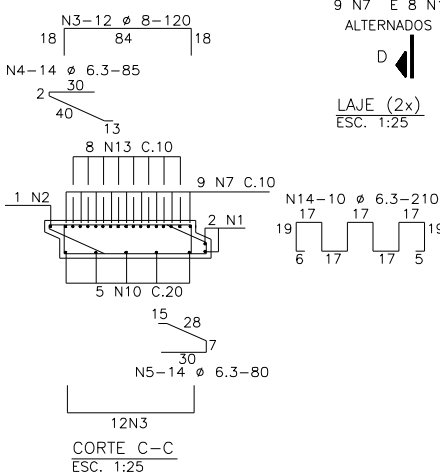 N3-12 ø 8-120
18 84 18
N4-14 ø 6.3-85
30
2
40
13
8 N13 C.10
9 N7 C.10
1 N2
2 N1
5 N10 C.20
15
28
7
30
N5-14 ø 6.3-80
12N3
CORTE C-C
ESC. 1:25
9 N7 E 8 N1
ALTERNADOS
D
LAJE (2x)
ESC. 1:25
N14-10 ø 6.3-210
17 17 17
19 19
6 17 17 5